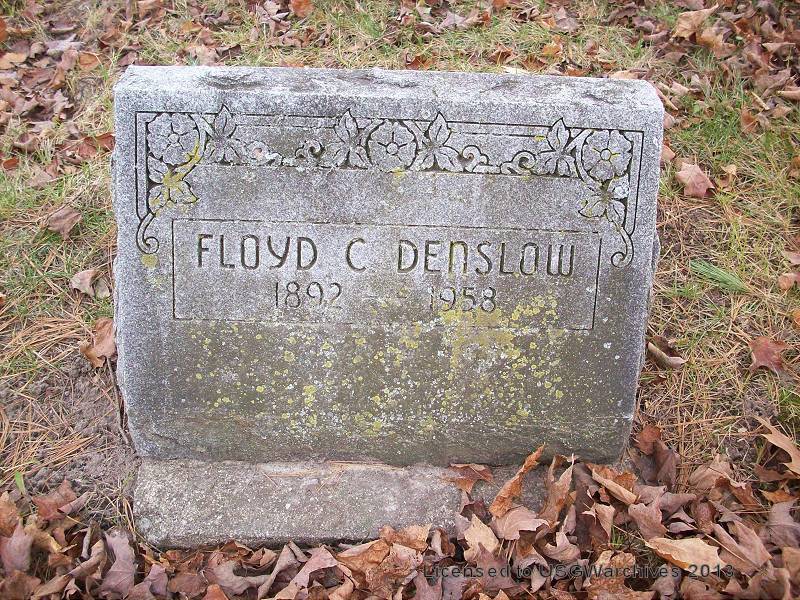 FLOYD C DENSLOW
1892 – 1958
Licensed to USGWarchives 2013